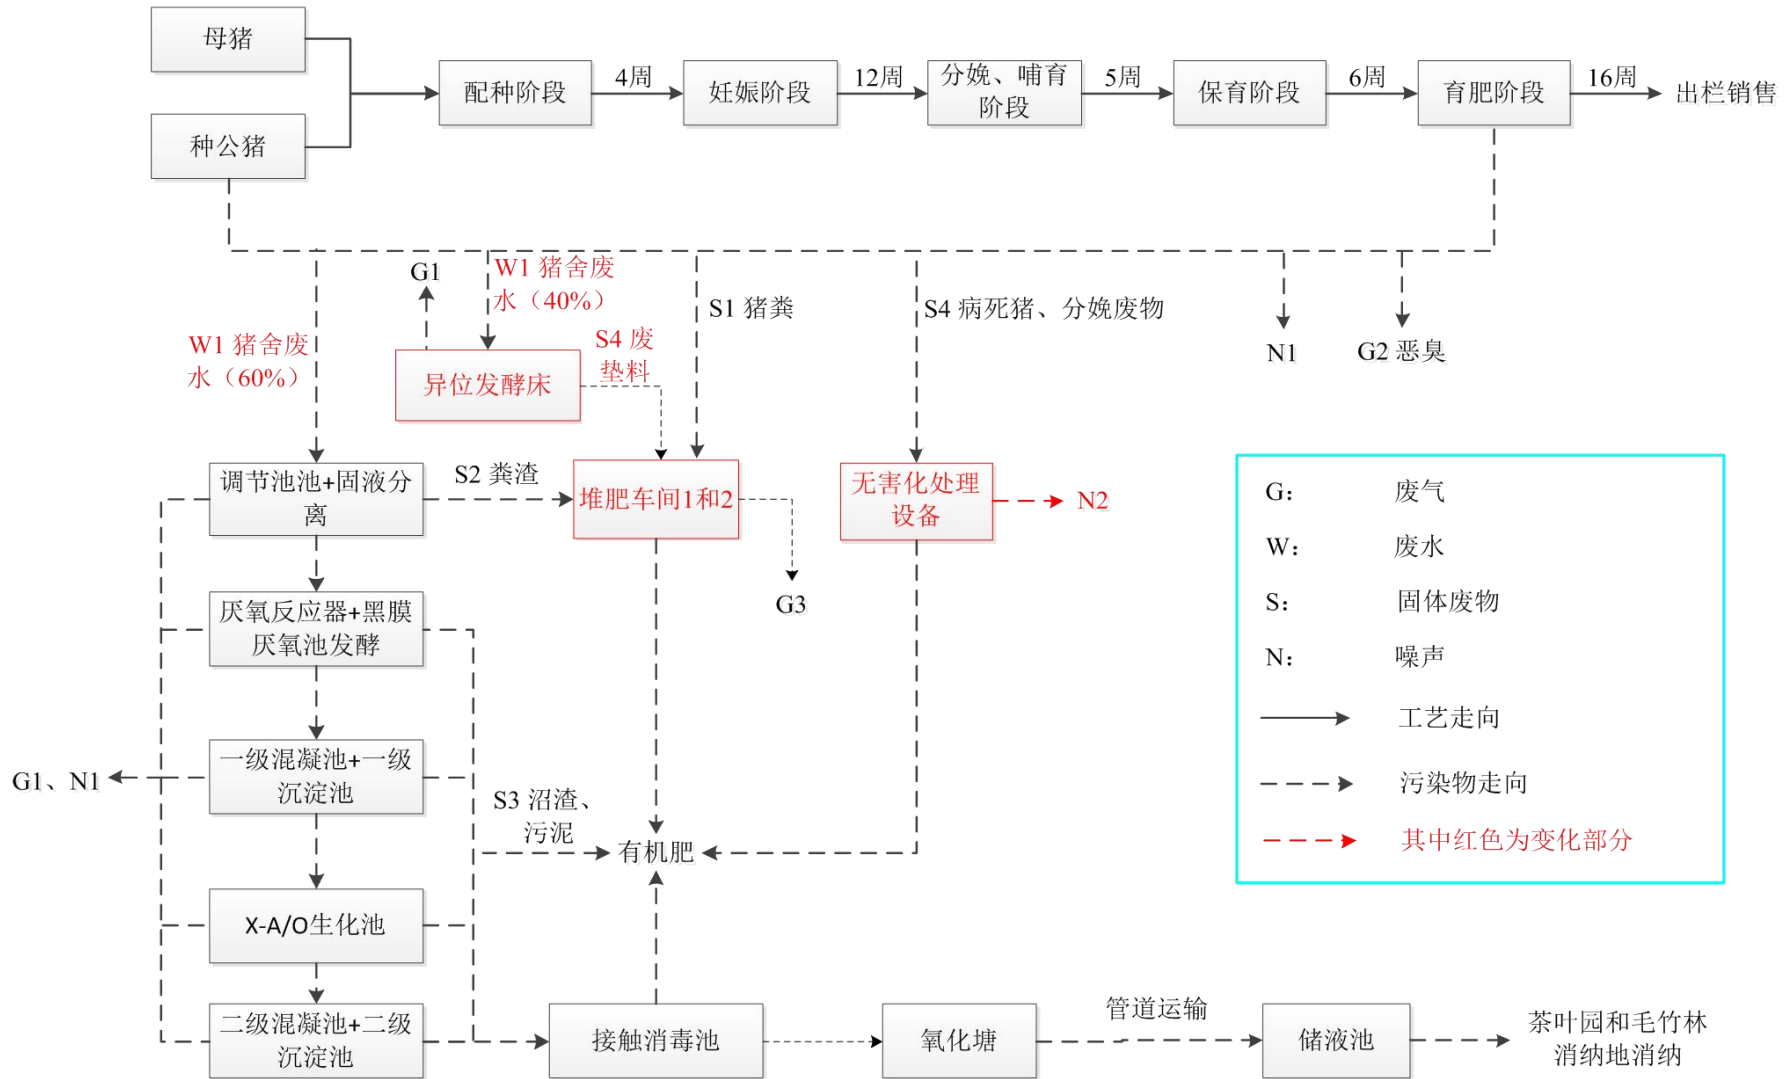 母猪
种公猪
配种阶段
4周
妊娠阶段
12周
分娩、哺育
阶段
5周
保育阶段
6周
育肥阶段
16周
出栏销售
W1 猪舍废
水（60%）
G1
W1 猪舍废
水（40%）
S1 猪粪
S4 病死猪、分娩废物
N1
G2 恶臭
异位发酵床
S4 废
垫料
调节池池+固液分
离
S2 粪渣
堆肥车间1和2
G3
无害化处理
设备
N2
厌氧反应器+黑膜
厌氧池发酵
一级混凝池+一级
沉淀池
G1、N1
S3 沼渣、
污泥
有机肥
X-A/O生化池
二级混凝池+二级
沉淀池
接触消毒池
氧化塘
管道运输
储液池
茶叶园和毛竹林
消纳地消纳
G： 废气
W： 废水
S： 固体废物
N： 噪声
工艺走向
污染物走向
其中红色为变化部分